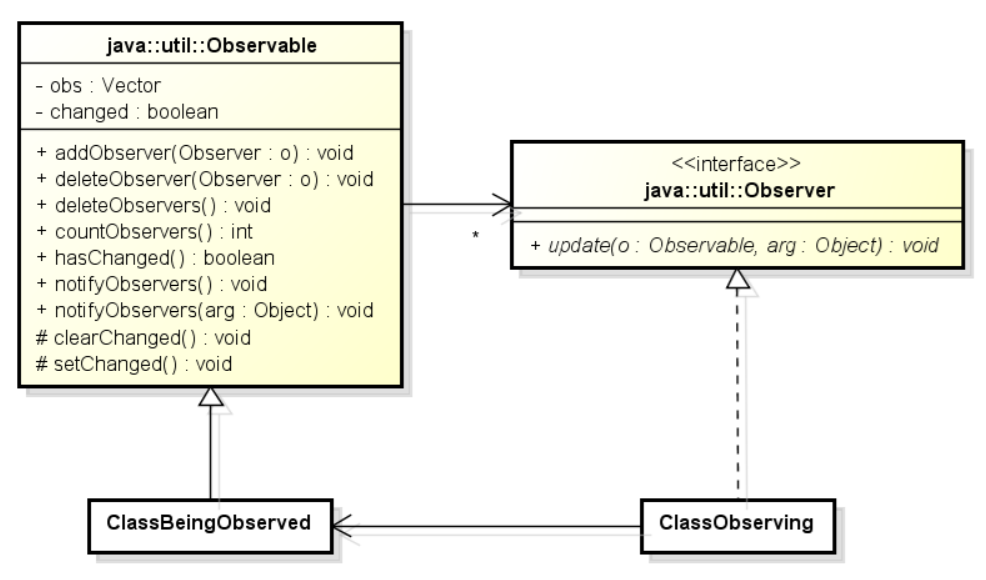 java::util::Observable
- obs : Vector
- changed : boolean
+ addObserver(Observer : o) : void
+ deleteObserver(Observer : o) : void
+ deleteObservers() : void
+ countObservers() : int
+ hasChanged() : boolean
+ notifyObservers() : void
+ notifyObservers(arg : Object) : void
# clearChanged() : void
# setChanged() : void
*
<<interface>>
java::util::Observer
+ update(o : Observable, arg : Object) : void
ClassBeingObserved
ClassObserving